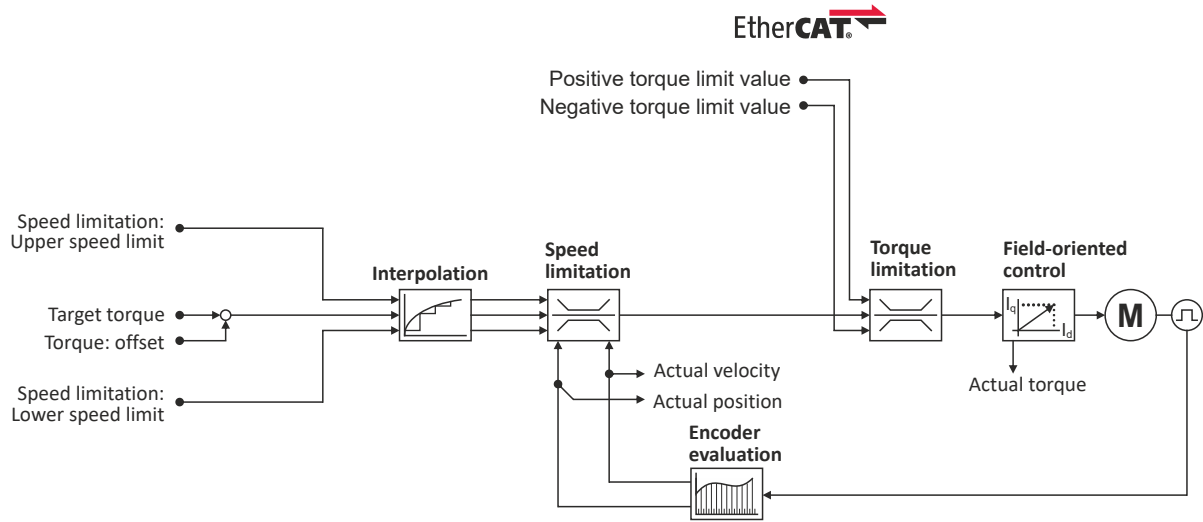 EtherCAT®
Positive torque limit value
Negative torque limit value
Speed limitation:
Upper speed limit
Interpolation
Speed
limitation
Torque
limitation
Field-oriented
control
Target torque
Torque: offset
Iq
Id
M
Speed limitation:
Lower speed limit
Actual velocity
Actual position
Actual torque
Encoder
evaluation